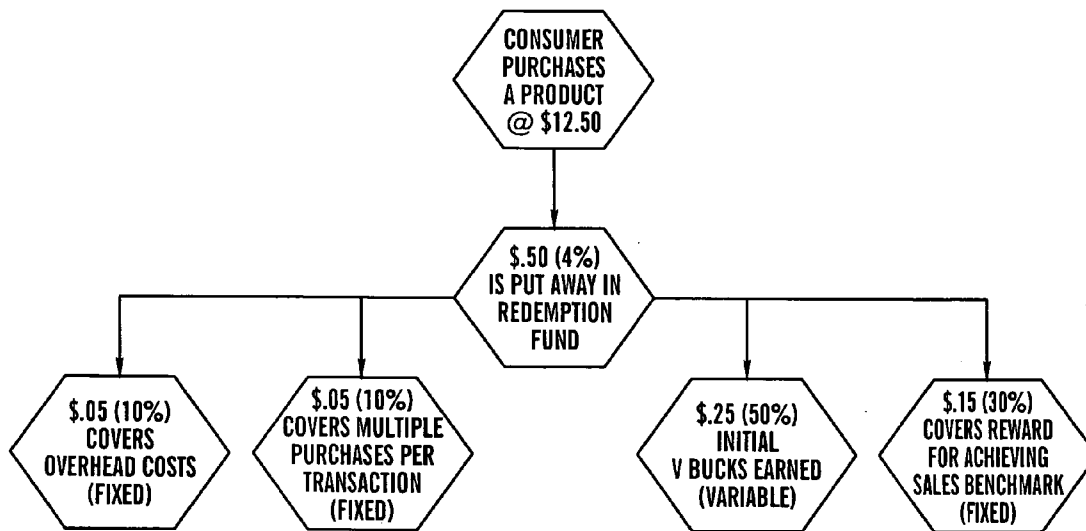 CONSUMER
PURCHASES
A PRODUCT
@ $12.50
$.50 (4%)
IS PUT AWAY IN
REDEMPTION
FUND
$.05 (10%)
COVERS
OVERHEAD COSTS
(FIXED)
$.05 (10%)
COVERS MULTIPLE
PURCHASES PER
TRANSACTION
(FIXED)
$.25 (50%)
INITIAL
V BUCKS EARNED
(VARIABLE)
$.15 (30%)
COVERS REWARD
FOR ACHIEVING
SALES BENCHMARK
(FIXED)